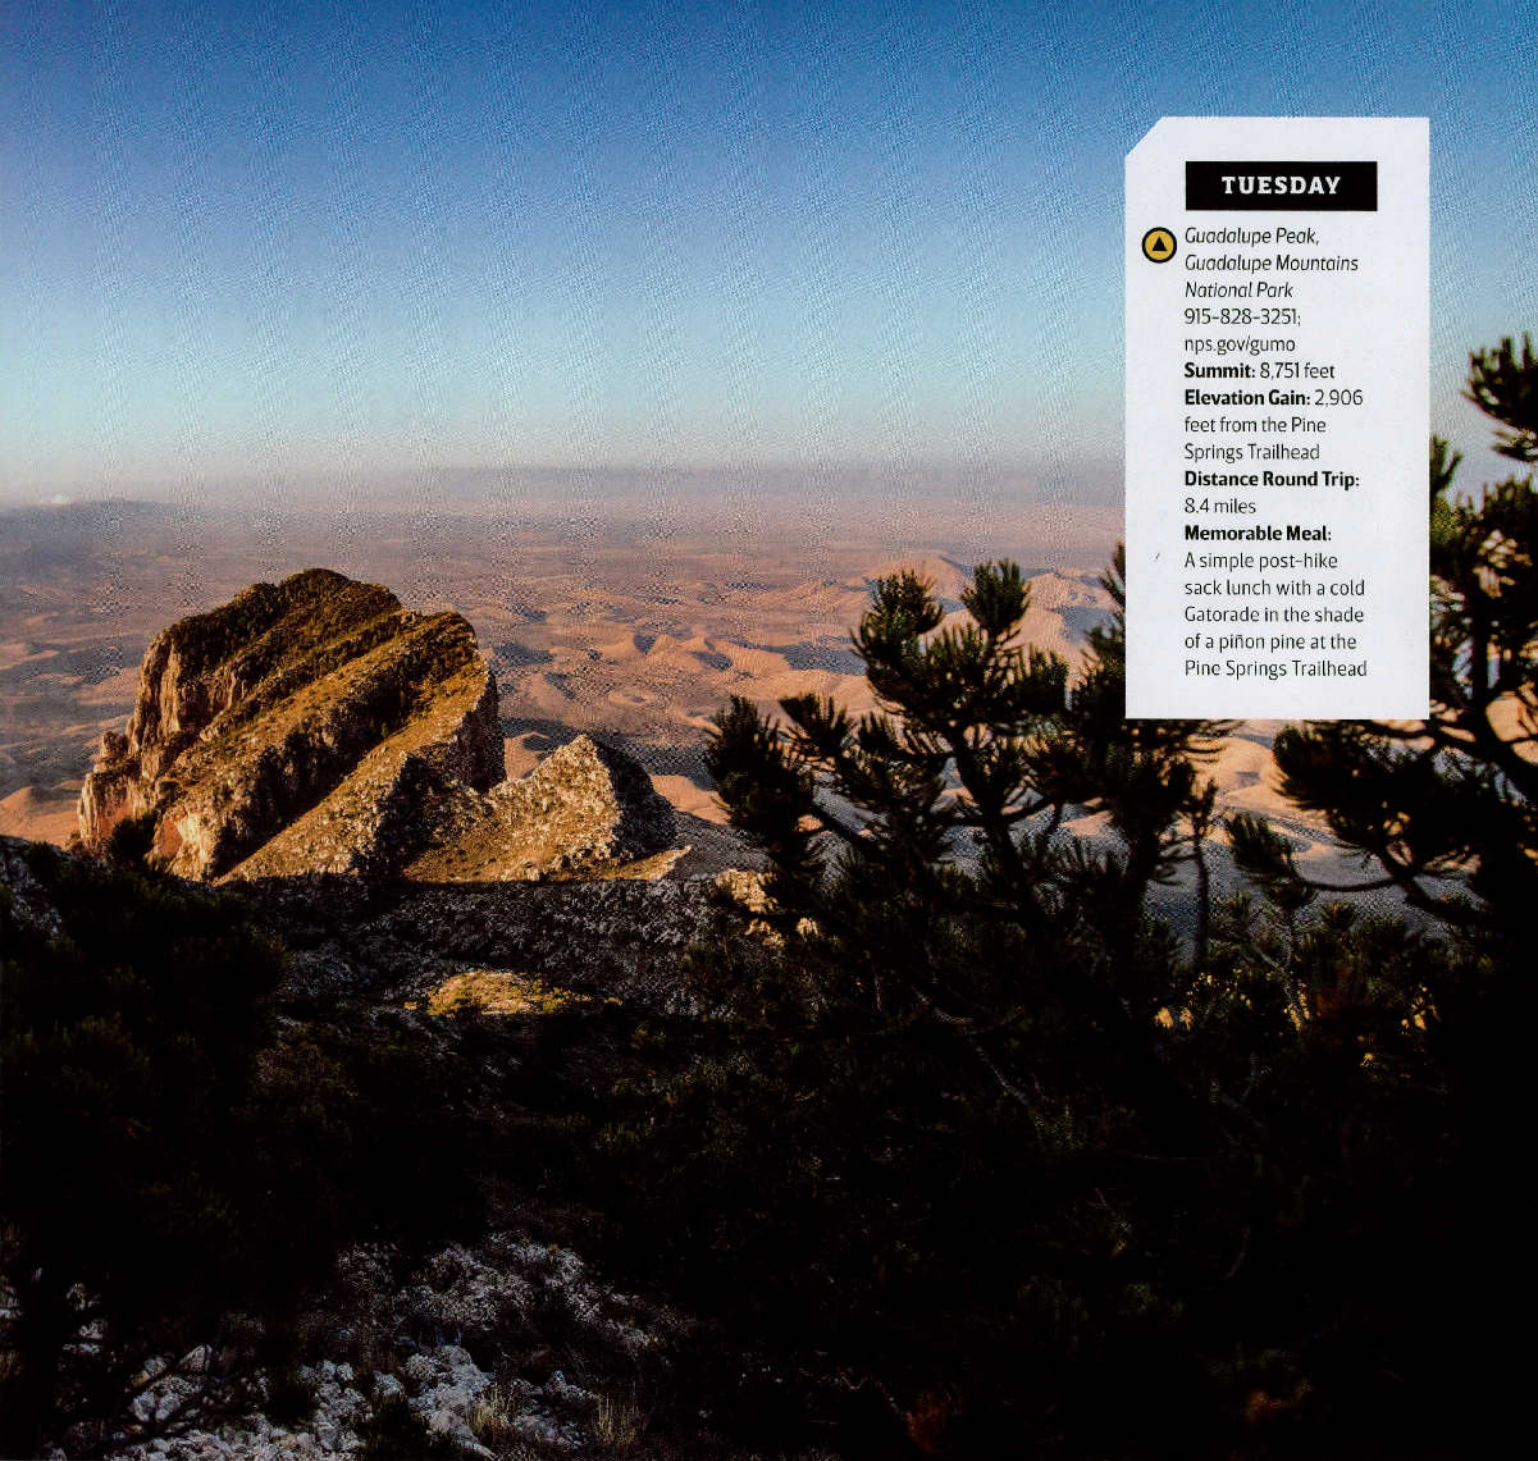 TUESDAY
Guadalupe Peak,
Guadalupe Mountains
National Park
915-828-3251;
nps.gov/gumo
Summit: 8,751 feet
Elevation Gain: 2,906
feet from the Pine
Springs Trailhead
Distance Round Trip:
8.4 miles
Memorable Meal:
A simple post-hike
sack lunch with a cold
Gatorade in the shade
of a piñon pine at the
Pine Springs Trailhead